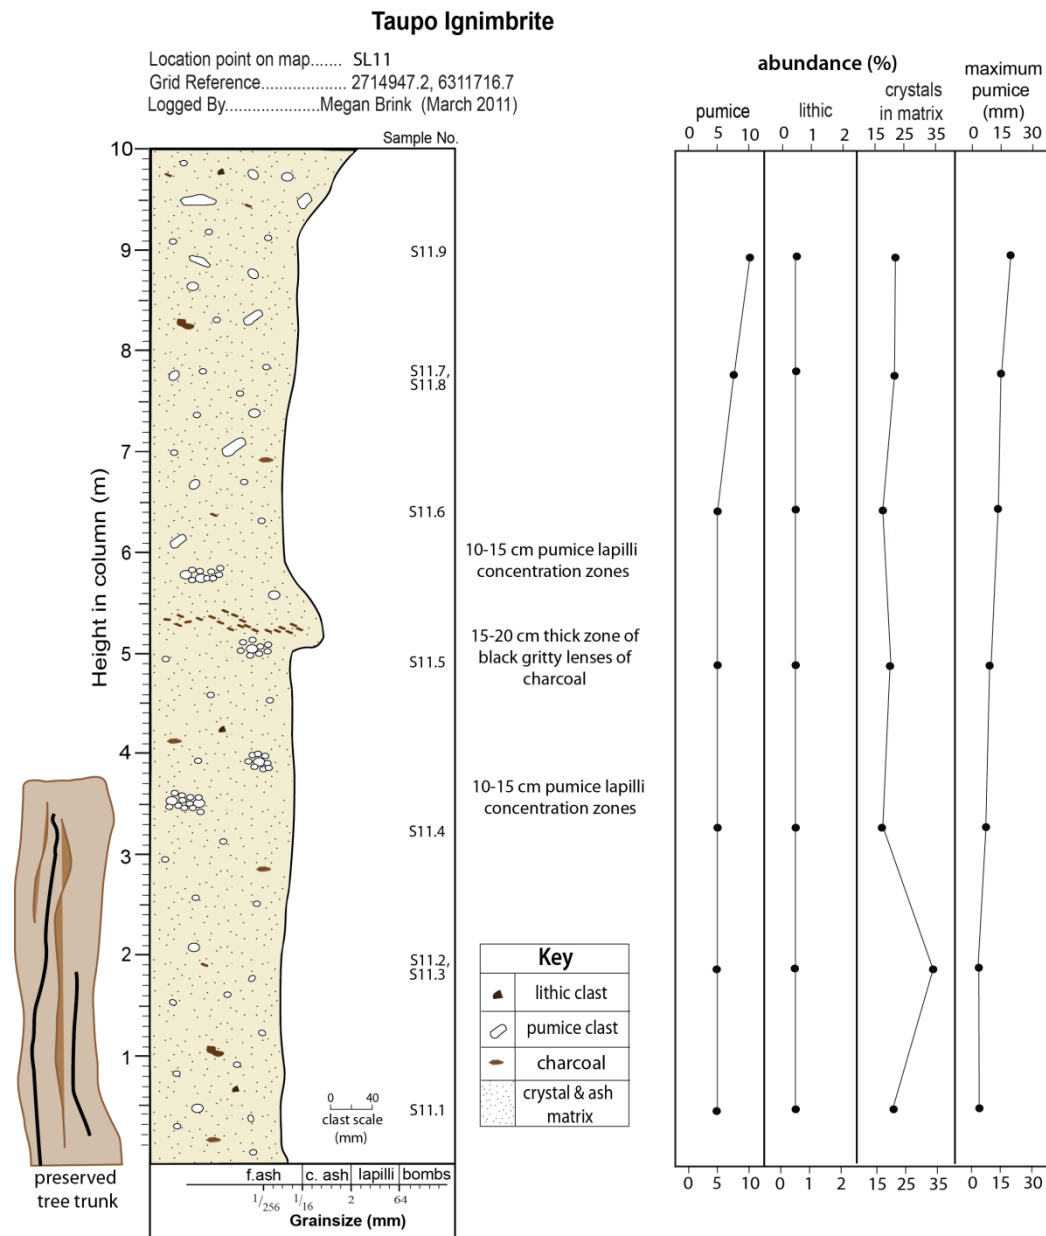 Taupo Ignimbrite
Location point on map....... SL11
Grid Reference................... 2714947.2, 6311716.7
Logged By.....................Megan Brink (March 2011)
Sample No.
abundance (%)
pumice
lithic
crystals
in matrix
maximum
pumice
(mm)
0 5 10
0 1 2
15 25 35
0 15 30
Height in column (m)
10
9
8
7
6
5
4
3
2
1
S11.9
S11.7,
S11.8
S11.6
S11.5
S11.4
S11.2,
S11.3
S11.1
10-15 cm pumice lapilli
concentration zones
15-20 cm thick zone of
black gritty lenses of
charcoal
10-15 cm pumice lapilli
concentration zones
Key
lithic clast
pumice clast
charcoal
crystal & ash
matrix
0 40
clast scale
(mm)
preserved
tree trunk
f.ash c. ash lapilli bombs
1/256 1/16 2 64
Grainsize (mm)
0 5 10
0 1 2
15 25 35
0 15 30